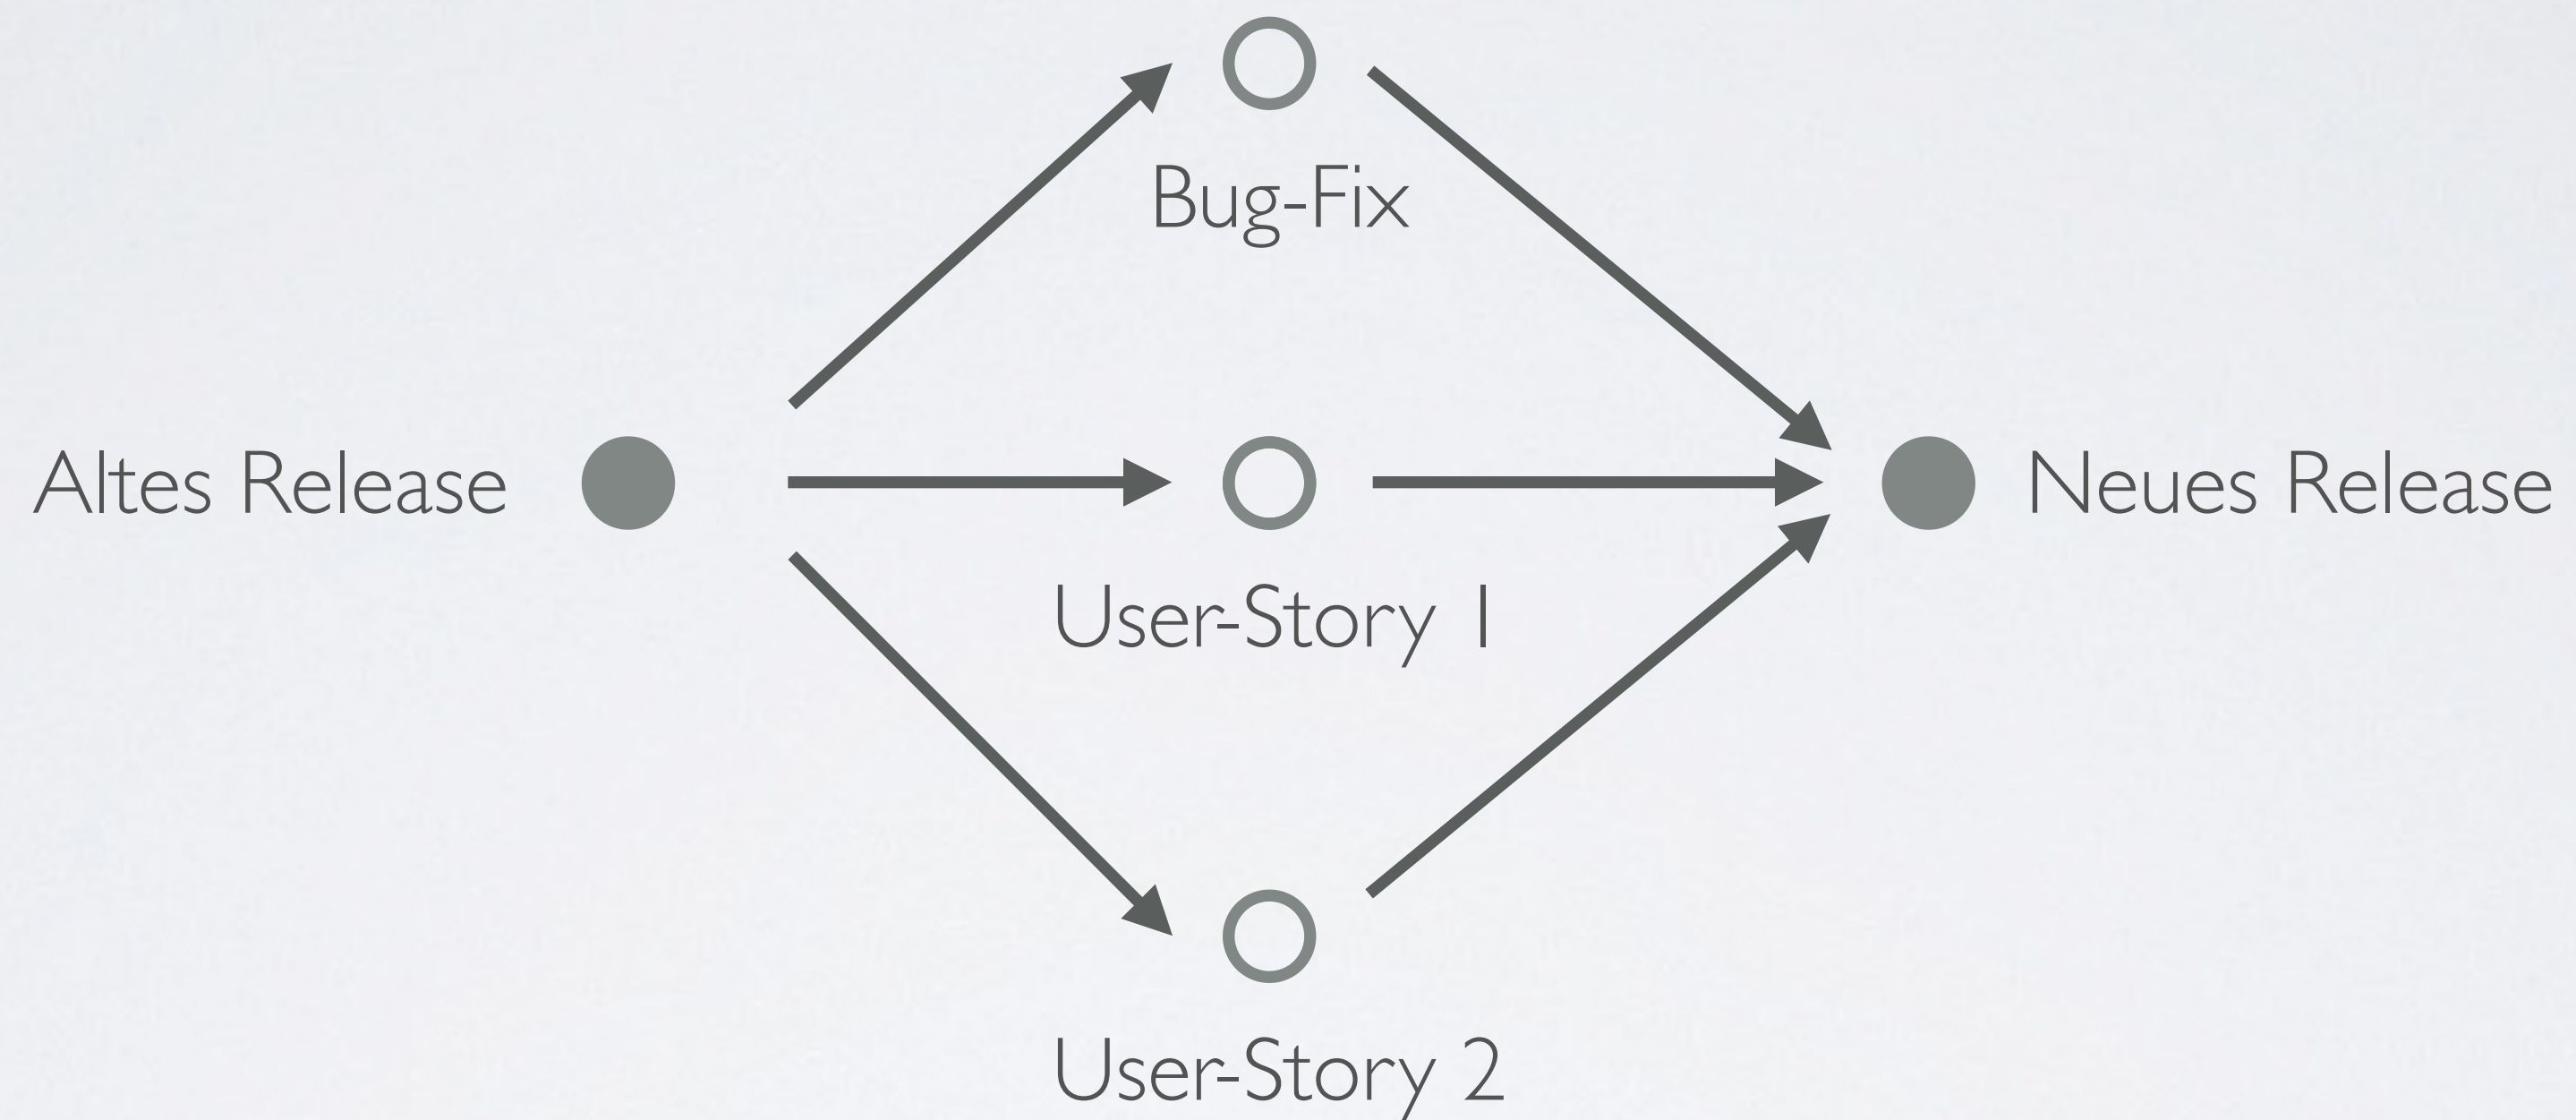 Bug-Fix
Altes Release
Neues Release
User-Story 1
User-Story 2